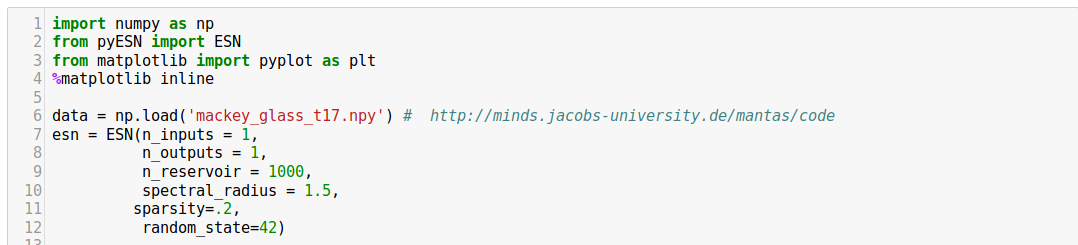 1 import numpy as np
2 from pyESN import ESN
3 from matplotlib import pyplot as plt
4 %matplotlib inline
5
6 data = np.load('mackey_glass_t17.npy') #  http://minds.jacobs-university.de/mantas/code
7 esn = ESN(n_inputs = 1,
8           n_outputs = 1,
9           n_reservoir = 1000,
10           spectral_radius = 1.5,
11          sparsity=.2,
12           random_state=42)
13